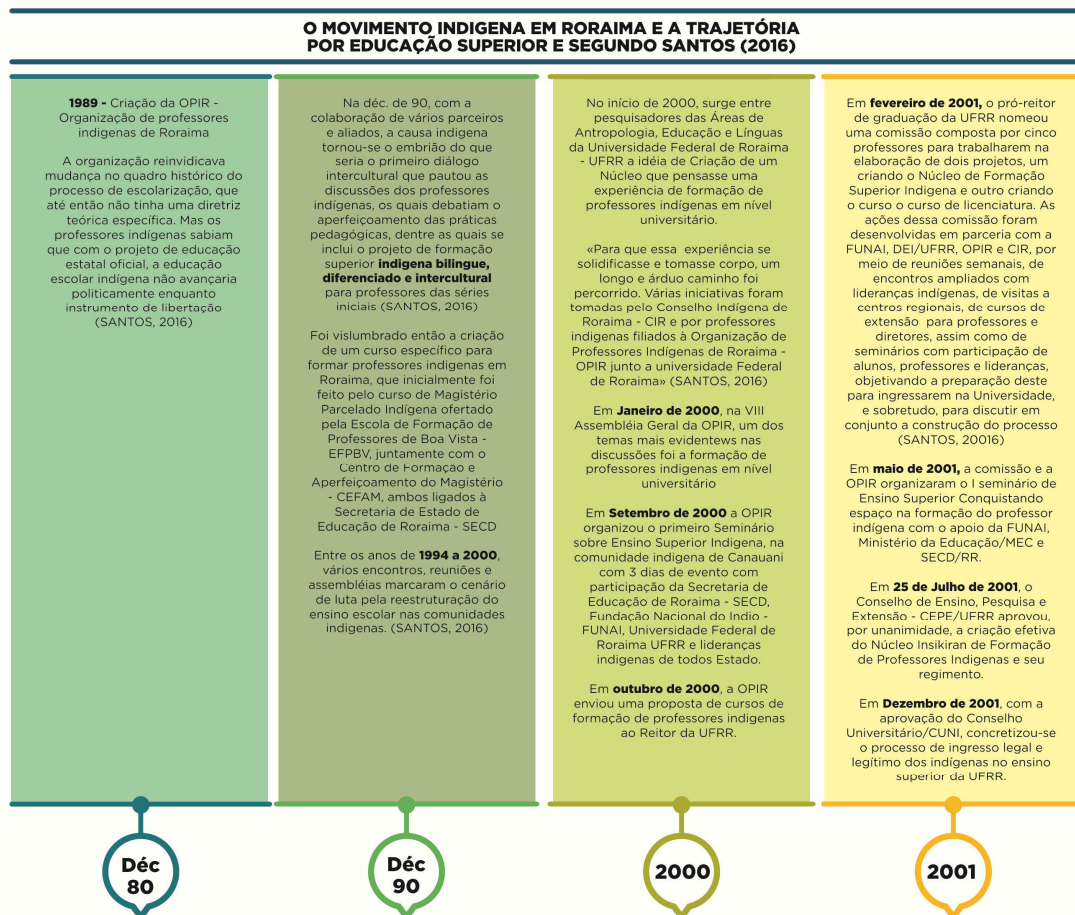 O MOVIMENTO INDIGENA EM RORAIMA E A TRAJETÓRIA
POR EDUCAÇÃO SUPERIOR E SEGUNDO SANTOS (2016)
1989 - Criação da OPIR -
Organização de professores
indigenas de Roraima
A organização reinvidicava
mudança no quadro histórico do
processo de escolarização, que
até então não tinha uma diretriz
teórica específica. Mas os
professores indígenas sabiam
que com o projeto de educação
estatal oficial, a educação
escolar indígena não avançaria
politicamente enquanto
instrumento de libertação
(SANTOS, 2016)
Déc
80
Na déc. de 90, com a
colaboração de vários parceiros
e aliados, a causa indigena
tornou-se o embrião do que
seria o primeiro diálogo
intercultural que pautou as
discussões dos professores
indígenas, os quais debatiam o
aperfeiçoamento das práticas
pedagógicas, dentre as quais se
inclui o projeto de formação
superior indigena bilingue,
diferenciado e intercultural
para professores das séries
iniciais (SANTOS, 2016)
Foi vislumbrado então a criação
de um curso específico para
formar professores indigenas em
Roraima, que inicialmente foi
feito pelo curso de Magistério
Parcelado Indígena ofertado
pela Escola de Formação de
Professores de Boa Vista -
EFPBV, juntamente com o
Centro de Formação e
Aperfeiçoamento do Magistério
- CEFAM, ambos ligados à
Secretaria de Estado de
Educação de Roraima - SECD
Entre os anos de 1994 a 2000,
vários encontros, reuniões e
assembléias marcaram o cenário
de luta pela reestruturação do
ensino escolar nas comunidades
indigenas. (SANTOS, 2016)
Déc
90
No início de 2000, surge entre
pesquisadores das Áreas de
Antropologia, Educação e Línguas
da Universidade Federal de Roraima
- UFRR a idéia de Criação de um
Núcleo que pensasse uma
experiência de formação de
professores indígenas em nível
universitário.
«Para que essa experiência se
solidificasse e tomasse corpo, um
longo e árduo caminho foi
percorrido. Várias iniciativas foram
tomadas pelo Conselho Indígena de
Roraima - CIR e por professores
indigenas filiados à Organização de
Professores Indígenas de Roraima -
OPIR junto a universidade Federal
de Roraima» (SANTOS, 2016)
Em Janeiro de 2000, na VIII
Assembléia Geral da OPIR, um dos
temas mais evidentews nas
discussões foi a formação de
professores indigenas em nível
universitário
Em Setembro de 2000 a OPIR
organizou o primeiro Seminário
sobre Ensino Superior Indigena, na
comunidade indigena de Canauani
com 3 dias de evento com
participação da Secretaria de
Educação de Roraima - SECD,
Fundação Nacional do Indio -
FUNAI, Universidade Federal de
Roraima UFRR e lideranças
indigenas de todos Estado.
Em outubro de 2000, a OPIR
enviou uma proposta de cursos de
formação de professores indigenas
ao Reitor da UFRR.
2000
Em fevereiro de 2001, o pró-reitor
de graduação da UFRR nomeou
uma comissão composta por cinco
professores para trabalharem na
elaboração de dois projetos, um
criando o Núcleo de Formação
Superior Indigena e outro criando
o curso o curso de licenciatura. As
ações dessa comissão foram
desenvolvidas em parceria com a
FUNAI, DEI/UFRR, OPIR e CIR, por
meio de reuniões semanais, de
encontros ampliados com
lideranças indígenas, de visitas a
centros regionais, de cursos de
extensão para professores e
diretores, assim como de
seminários com participação de
alunos, professores e lideranças,
objetivando a preparação deste
para ingressarem na Universidade,
e sobretudo, para discutir em
conjunto a construção do processo
(SANTOS, 20016)
Em maio de 2001, a comissão e a
OPIR organizaram o I seminário de
Ensino Superior Conquistando
espaço na formação do professor
indígena com o apoio da FUNAI,
Ministério da Educação/MEC e
SECD/RR.
Em 25 de Julho de 2001, o
Conselho de Ensino, Pesquisa e
Extensão - CEPE/UFRR aprovou,
por unanimidade, a criação efetiva
do Núcleo Insikiran de Formação
de Professores Indigenas e seu
regimento.
Em Dezembro de 2001, com a
aprovação do Conselho
Universitário/CUNI, concretizou-se
o processo de ingresso legal e
legítimo dos indígenas no ensino
superior da UFRR.
2001